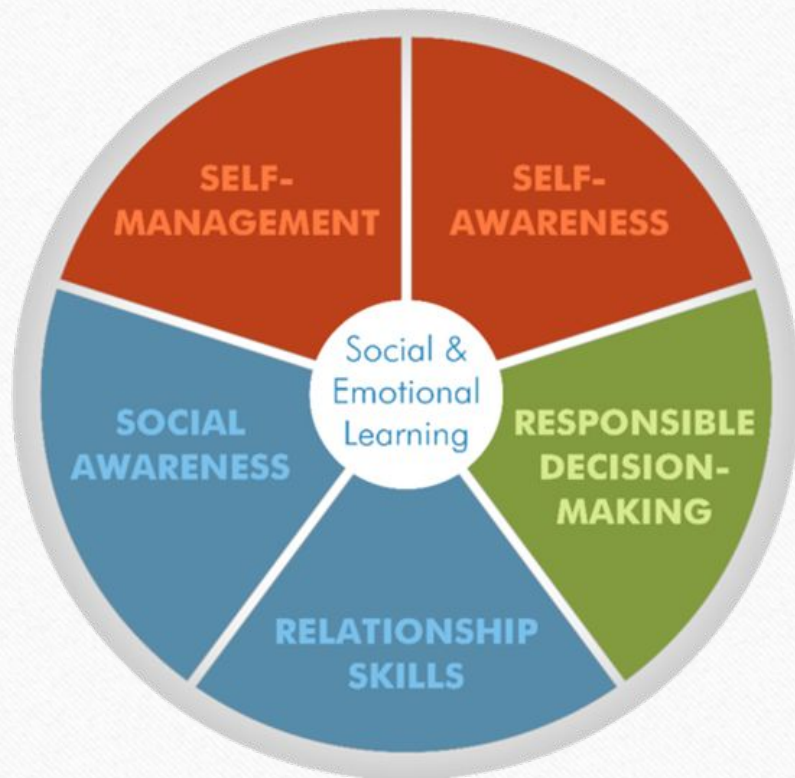 SELF-
MANAGEMENT
SELF-
AWARENESS
Social &
Emotional
Learning
SOCIAL
AWARENESS
RESPONSIBLE
DECISION-
MAKING
RELATIONSHIP
SKILLS